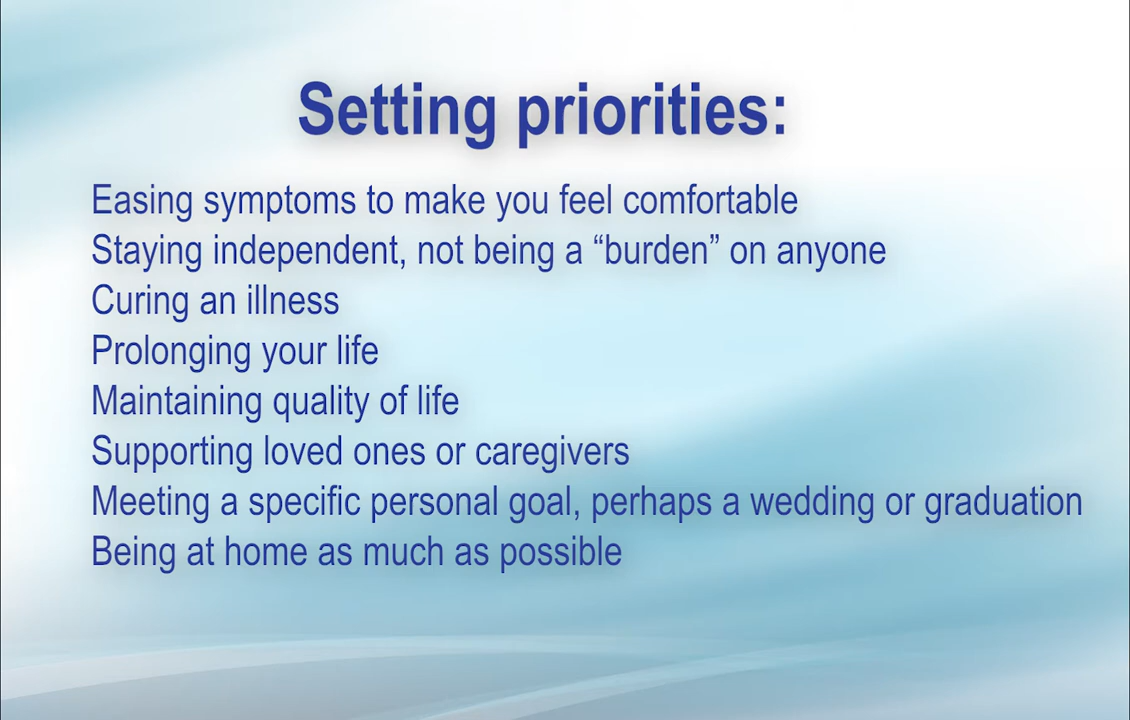 Setting priorities:
Easing symptoms to make you feel comfortable
Staying independent, not being a “burden” on anyone
Curing an illness
Prolonging your life
Maintaining quality of life
Supporting loved ones or caregivers
Meeting a specific personal goal, perhaps a wedding or graduation
Being at home as much as possible